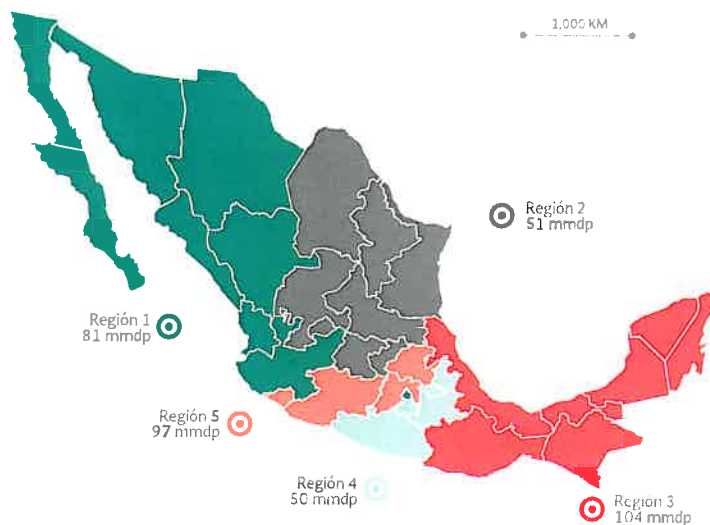 1,000 KM
Región 2
51 mmdp
Región 1
81 mmdp
Región 5
97 mmdp
Región 4
50 mmdp
Región 3
104 mmdp